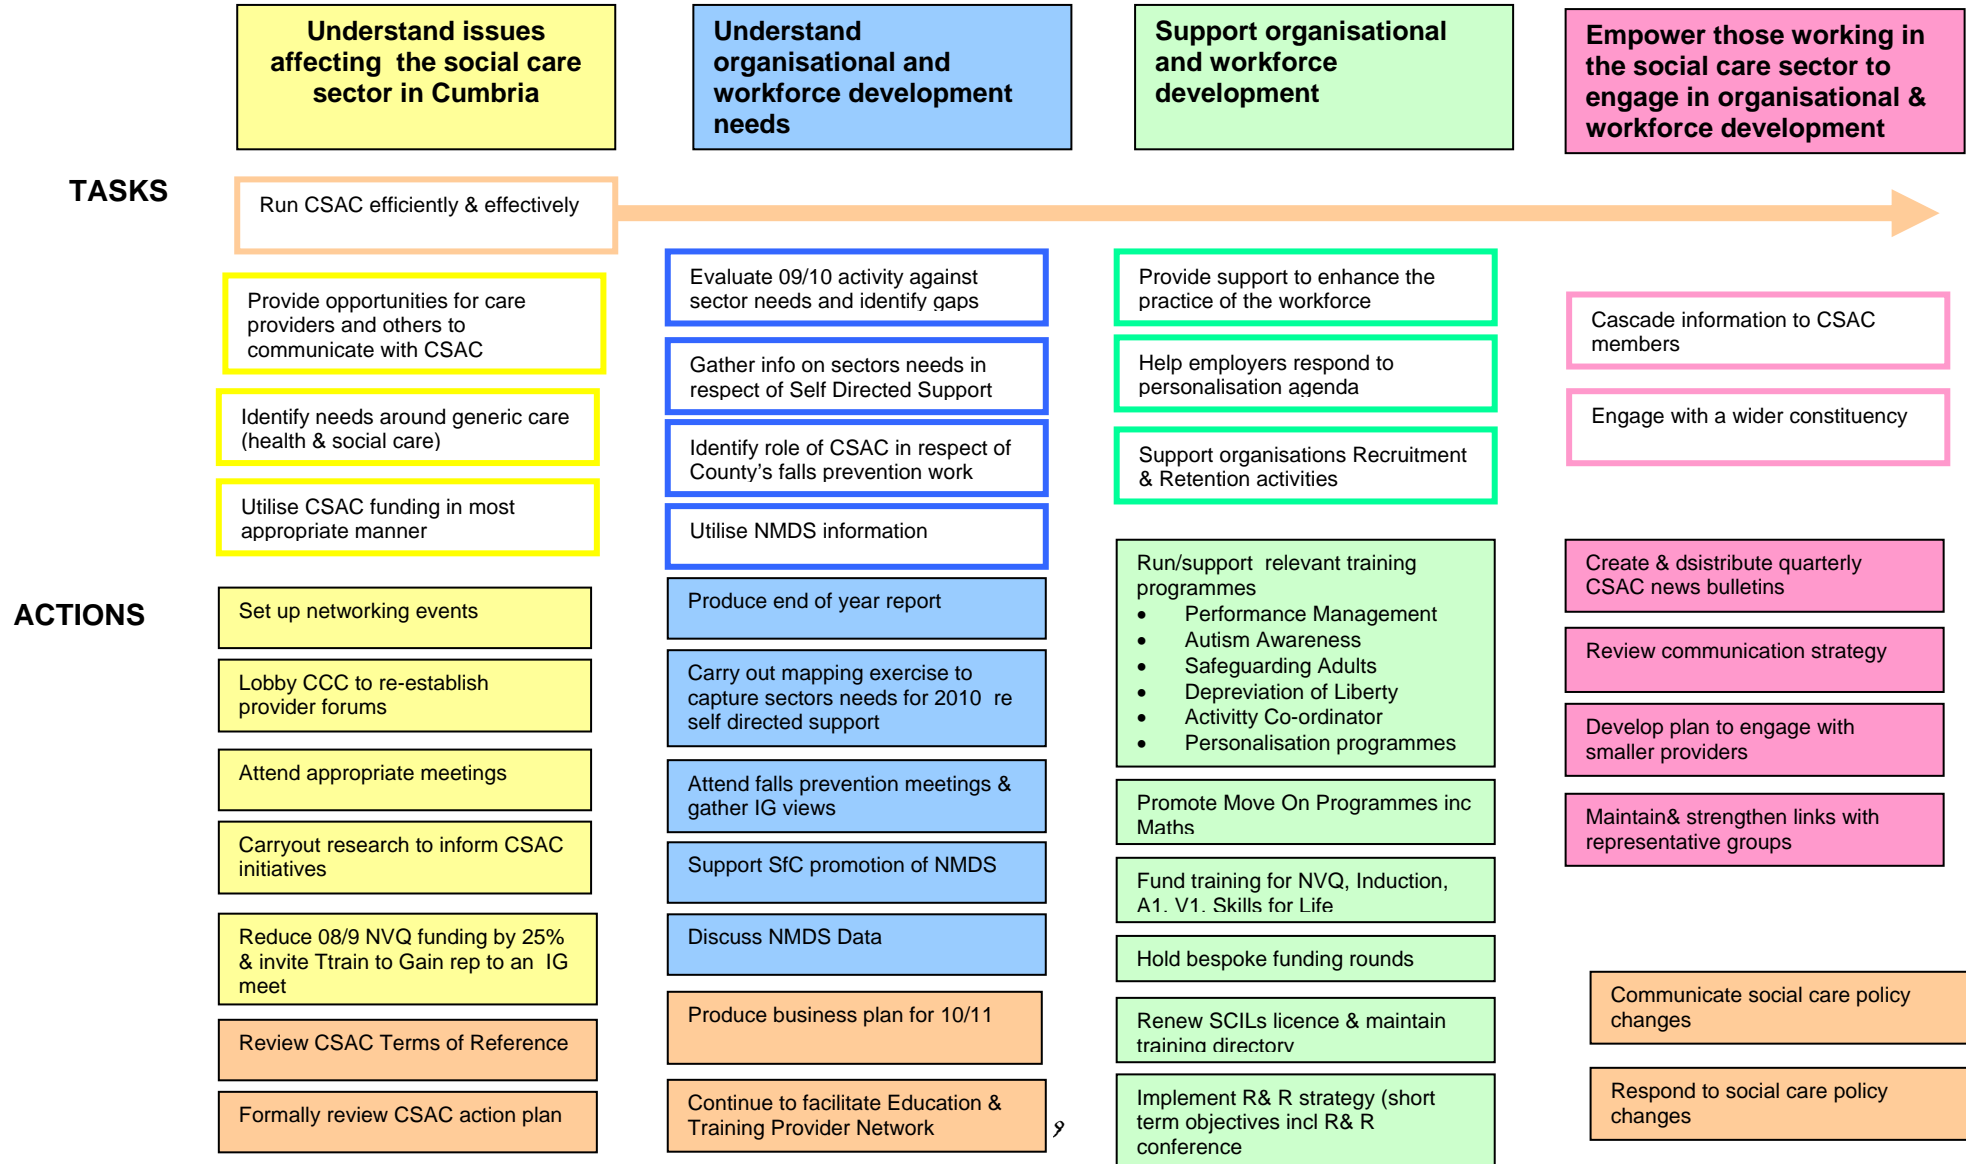 Understand issues
affecting the social care
sector in Cumbria
Understand
organisational and
workforce development
needs
Support organisational
and workforce
development
Empower those working in
the social care sector to
engage in organisational &
workforce development
TASKS
Run CSAC efficiently & effectively
Provide opportunities for care
providers and others to
communicate with CSAC
Identify needs around generic care
(health & social care)
Utilise CSAC funding in most
appropriate manner
Evaluate 09/10 activity against
sector needs and identify gaps
Gather info on sectors needs in
respect of Self Directed Support
Identify role of CSAC in respect of
County's falls prevention work
Utilise NMDS information
Provide support to enhance the
practice of the workforce
Help employers respond to
personalisation agenda
Support organisations Recruitment
& Retention activities
Cascade information to CSAC
members
Engage with a wider constituency
ACTIONS
Set up networking events
Lobby CCC to re-establish
provider forums
Attend appropriate meetings
Carryout research to inform CSAC
initiatives
Reduce 08/9 NVQ funding by 25%
& invite Ttrain to Gain rep to an IG
meet
Review CSAC Terms of Reference
Formally review CSAC action plan
Produce end of year report
Carry out mapping exercise to
capture sectors needs for 2010 re
self directed support
Attend falls prevention meetings &
gather IG views
Support SfC promotion of NMDS
Discuss NMDS Data
Produce business plan for 10/11
Continue to facilitate Education &
Training Provider Network
9
Run/support relevant training
programmes
• Performance Management
• Autism Awareness
• Safeguarding Adults
• Depreviation of Liberty
• Activitty Co-ordinator
• Personalisation programmes
Promote Move On Programmes inc
Maths
Fund training for NVQ, Induction,
A1, V1, Skills for Life
Hold bespoke funding rounds
Renew SCILs licence & maintain
training directory
Implement R& R strategy (short
term objectives incl R& R
conference
Create & dsistribute quarterly
CSAC news bulletins
Review communication strategy
Develop plan to engage with
smaller providers
Maintain& strengthen links with
representative groups
Communicate social care policy
changes
Respond to social care policy
changes